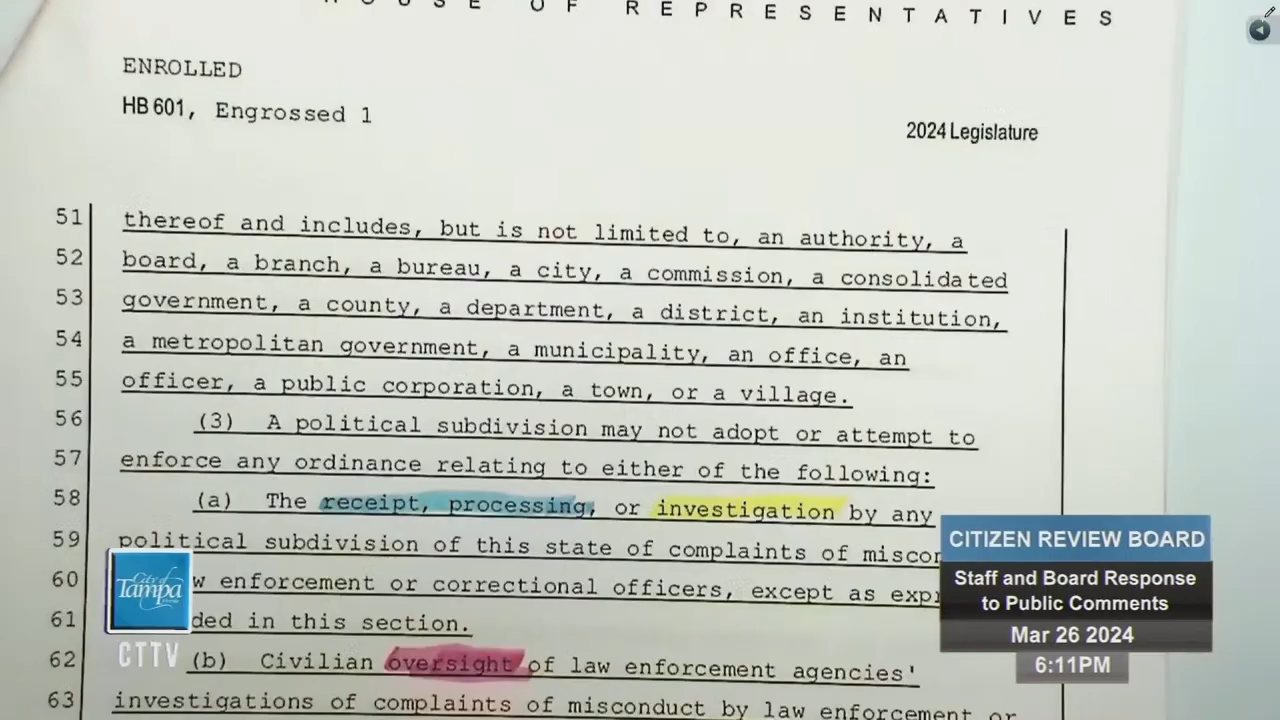 HOUSE OF REPRESENTATIVES
ENROLLED
HB 601, Engrossed 1
2024 Legislature
51 thereof and includes, but is not limited to, an authority, a
52 board, a branch, a bureau, a city, a commission, a consolidated
53 government, a county, a department, a district, an institution,
54 a metropolitan government, a municipality, an office, an
55 officer, a public corporation, a town, or a village.
56 (3) A political subdivision may not adopt or attempt to
57 enforce any ordinance relating to either of the following:
58 (a) The receipt, processing, or investigation by any
59 political subdivision of this state of complaints of miscon
60 w enforcement or correctional officers, except as exp
61 ded in this section.
62 (b) Civilian oversight of law enforcement agencies'
63 investigations of complaints of misconduct by law enforcement or
City of
Tampa
CTTV
CITIZEN REVIEW BOARD
Staff and Board Response
to Public Comments
Mar 26 2024
6:11PM